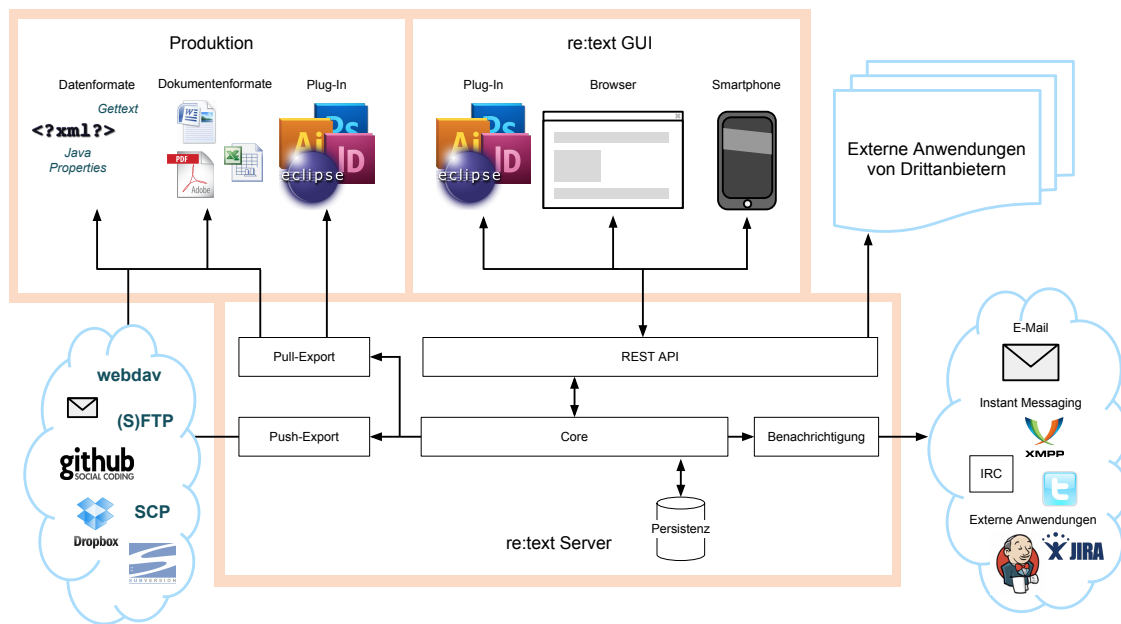 Produktion
Datenformate
Gettext
<?xml?>
Java
Properties
Dokumentenformate
W
PDF
Adobe
X
Plug-In
Ps
Ai
ID
eclipse
re:text GUI
Plug-In
Ps
Ai
ID
eclipse
Browser
Smartphone
Externe Anwendungen
von Drittanbietern
Pull-Export
REST API
Push-Export
Core
Benachrichtigung
Persistenz
re:text Server
webdav
(S)FTP
github
SOCIAL CODING
SCP
Dropbox
SUBVERSION
E-Mail
Instant Messaging
XMPP
IRC
t
Externe Anwendungen
JIRA